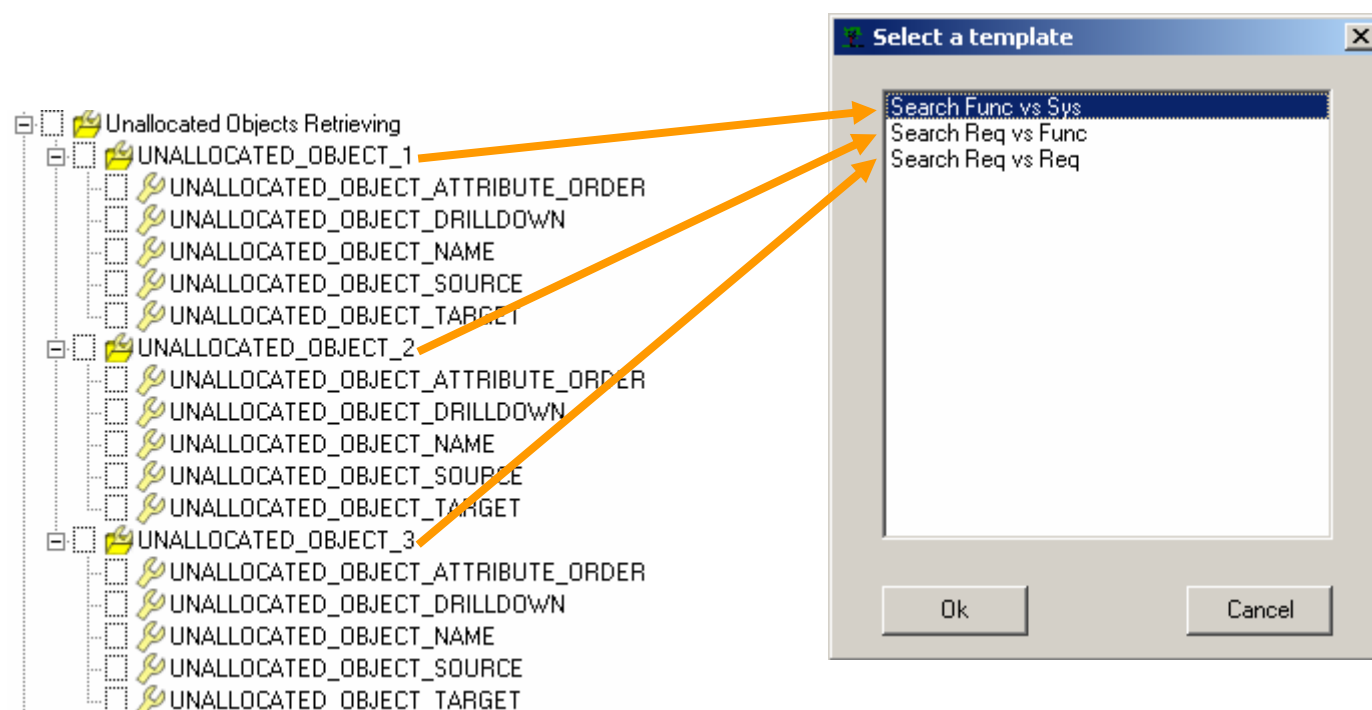 Unallocated Objects Retrieving
UNALLOCATED_OBJECT_1
UNALLOCATED_OBJECT_ATTRIBUTE_ORDER
UNALLOCATED_OBJECT_DRILLDOWN
UNALLOCATED_OBJECT_NAME
UNALLOCATED_OBJECT_SOURCE
UNALLOCATED_OBJECT_TARGET
UNALLOCATED_OBJECT_2
UNALLOCATED_OBJECT_ATTRIBUTE_ORDER
UNALLOCATED_OBJECT_DRILLDOWN
UNALLOCATED_OBJECT_NAME
UNALLOCATED_OBJECT_SOURCE
UNALLOCATED_OBJECT_TARGET
UNALLOCATED_OBJECT_3
UNALLOCATED_OBJECT_ATTRIBUTE_ORDER
UNALLOCATED_OBJECT_DRILLDOWN
UNALLOCATED_OBJECT_NAME
UNALLOCATED_OBJECT_SOURCE
UNALLOCATED_OBJECT_TARGET
Select a template
Search Func vs Sys
Search Req vs Func
Search Req vs Req
Ok Cancel